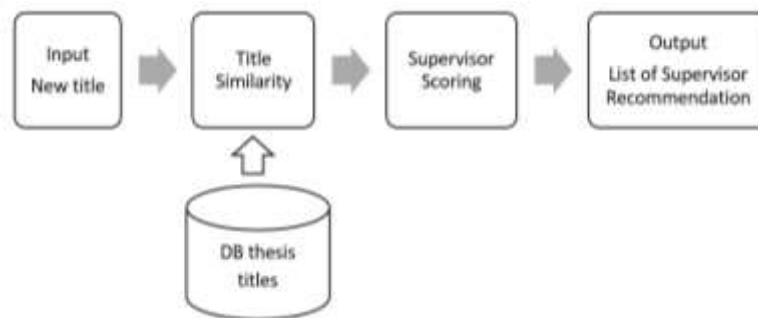 Input
New title
Title
Similarity
Supervisor
Scoring
Output
List of Supervisor
Recommendation
DB thesis
titles